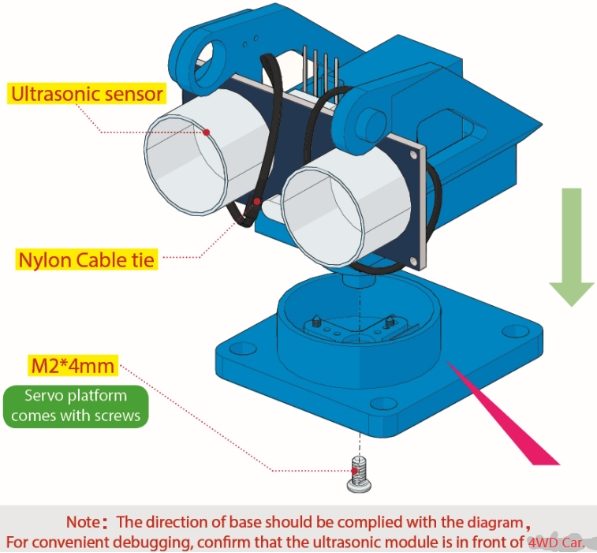 Ultrasonic sensor
Nylon Cable tie
M2*4mm
Servo platform
comes with screws
Note： The direction of base should be complied with the diagram，
For convenient debugging, confirm that the ultrasonic module is in front of 4WD Car.